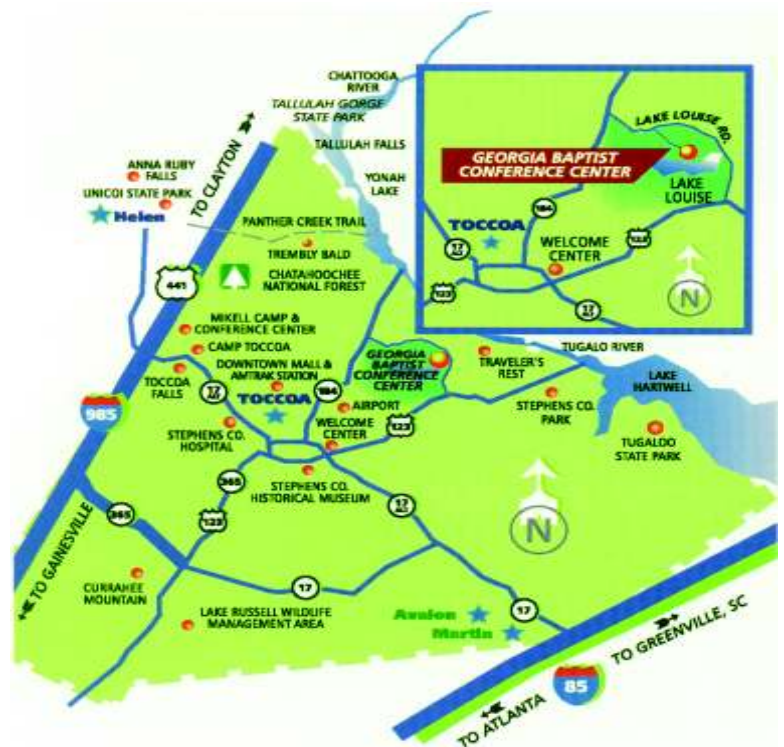 CHATTOOGA
RIVER
TALLULAH GORGE
STATE PARK
TALLULAH FALLS
YONAH
LAKE
ANNA RUBY
FALLS
UNICOI STATE PARK
Helen
TO CLAYTON
PANTHER CREEK TRAIL
TREMBLY BALD
CHATAHOOCHEE
NATIONAL FOREST
441
MIKELL CAMP &
CONFERENCE CENTER
CAMP TOCCOA
TOCCOA
FALLS
DOWNTOWN MALL &
AMTRAK STATION
TOCCOA
17
184
GEORGIA
BAPTIST
CONFERENCE
CENTER
AIRPORT
WELCOME
CENTER
123
STEPHENS CO.
HOSPITAL
STEPHENS CO.
HISTORICAL MUSEUM
TRAVELER'S
REST
TUGALO RIVER
LAKE
HARTWELL
STEPHENS CO.
PARK
TUGALDO
STATE PARK
985
365
365
123
17
TO GAINESVILLE
CURRAHEE
MOUNTAIN
17
LAKE RUSSELL WILDLIFE
MANAGEMENT AREA
Avalon
Martin
17
N
TO ATLANTA
85
TO GREENVILLE, SC
LAKE LOUISE RD.
GEORGIA BAPTIST
CONFERENCE CENTER
LAKE
LOUISE
184
TOCCOA
17
WELCOME
CENTER
123
123
17
N